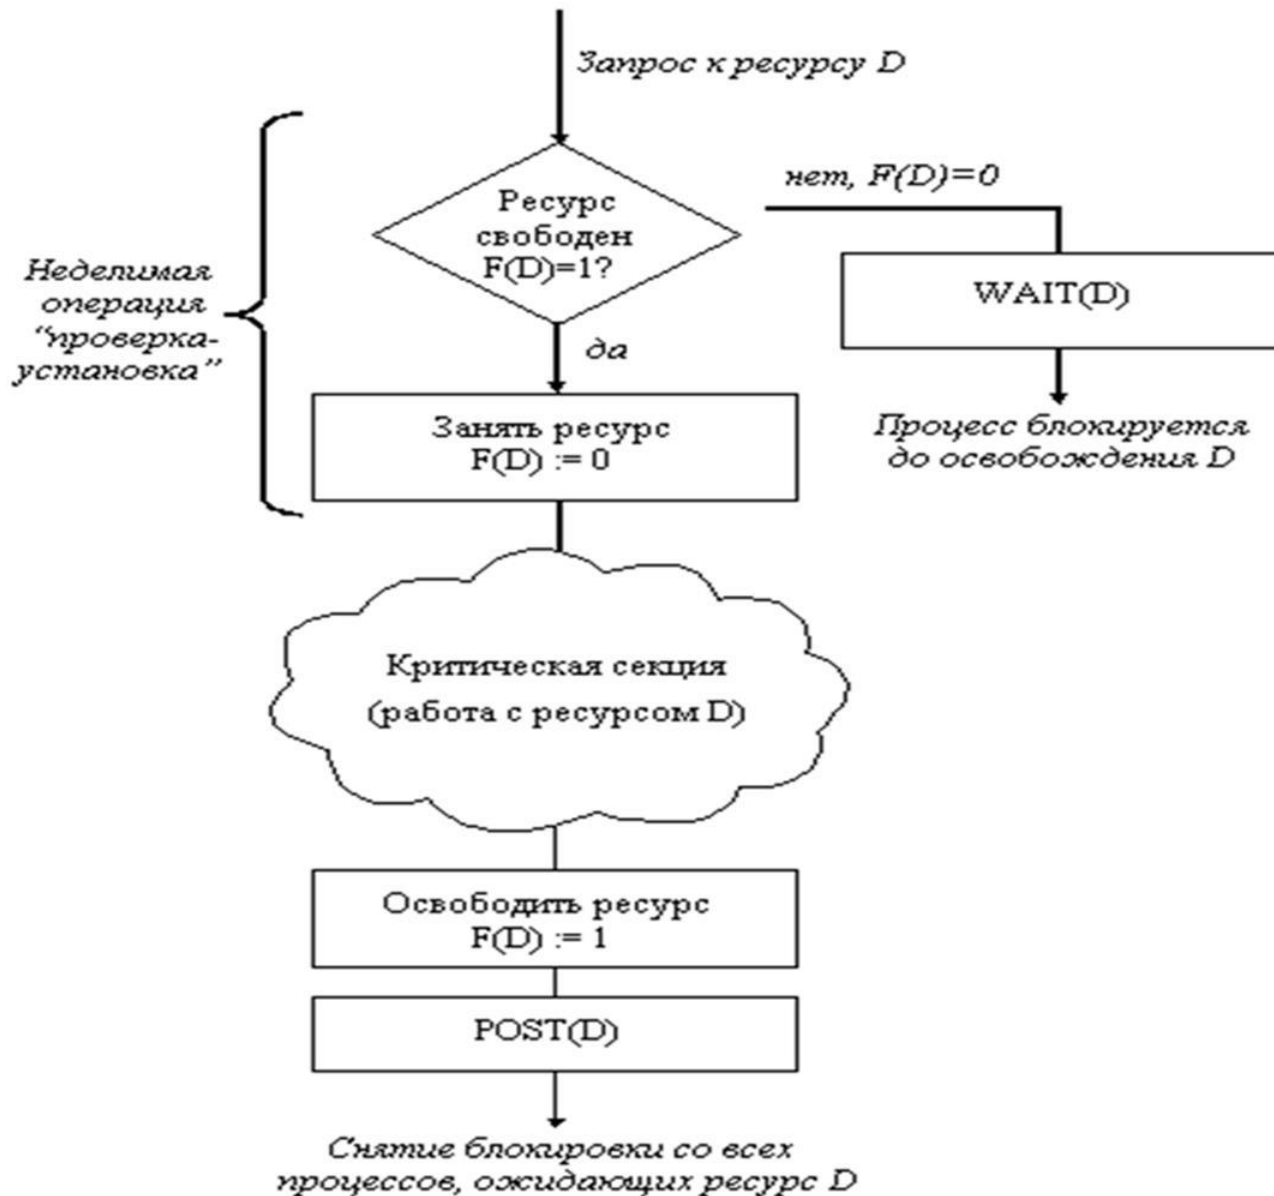 Запрос к ресурсу D
нет, F(D)=0
Ресурс
свободен
F(D)=1?
WAIT(D)
Неделимая
операция
“проверка-
установка”
да
Занять ресурс
F(D) := 0
Процесс блокируется
до освобождения D
Критическая секция
(работа с ресурсом D)
Освободить ресурс
F(D) := 1
POST(D)
Снятие блокировки со всех
процессов, ожидающих ресурс D